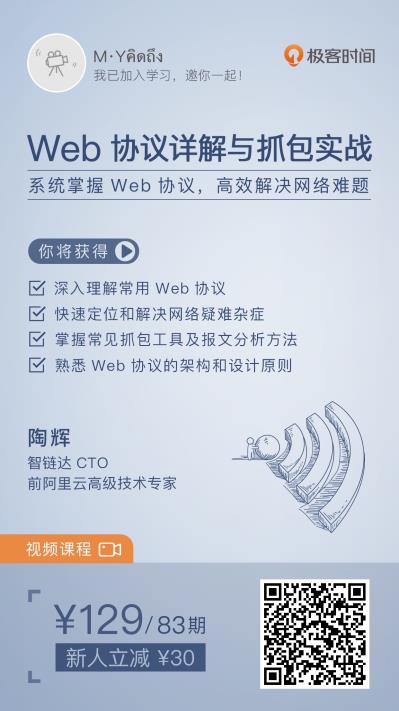 M·Yคิดถึง
我已加入学习，邀你一起！
极客时间
Web 协议详解与抓包实战
系统掌握 Web 协议，高效解决网络难题
你将获得
深入理解常用 Web 协议
快速定位和解决网络疑难杂症
掌握常见抓包工具及报文分析方法
熟悉 Web 协议的架构和设计原则
陶辉
智链达 CTO
前阿里云高级技术专家
视频课程
¥129/83期
新人立减 ¥30